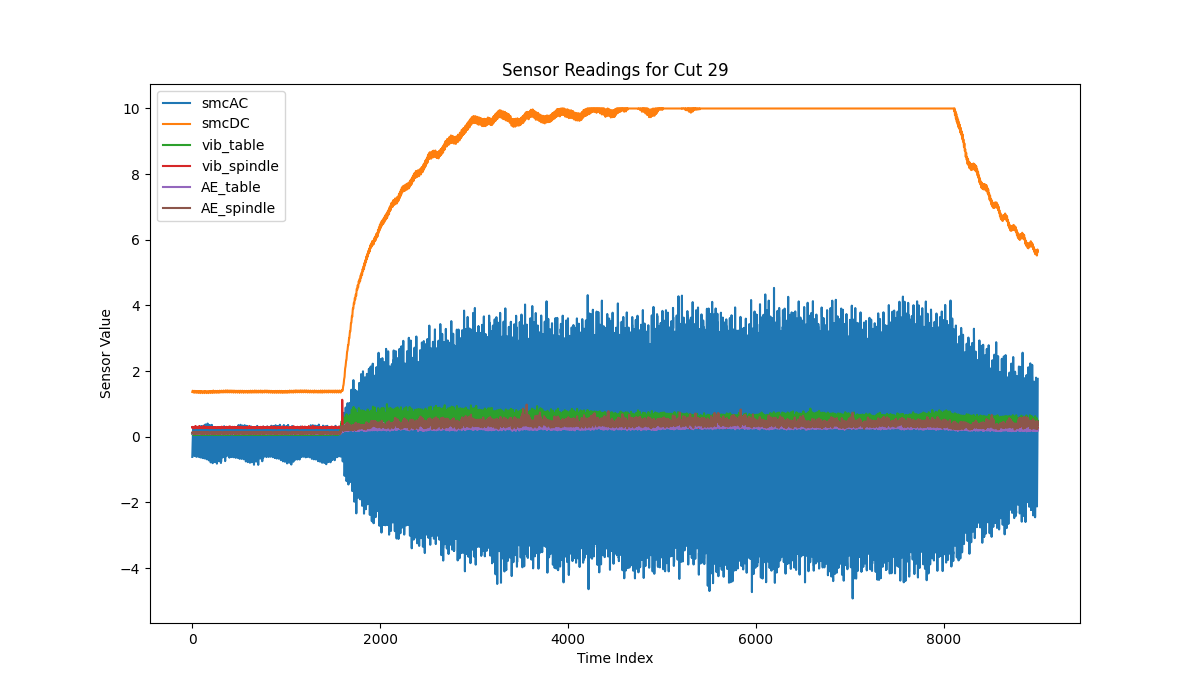 Sensor Readings for Cut 29
smcAC
smcDC
vib_table
vib_spindle
AE_table
AE_spindle
10
8
6
4
2
0
−2
−4
Sensor Value
0 2000 4000 6000 8000
Time Index